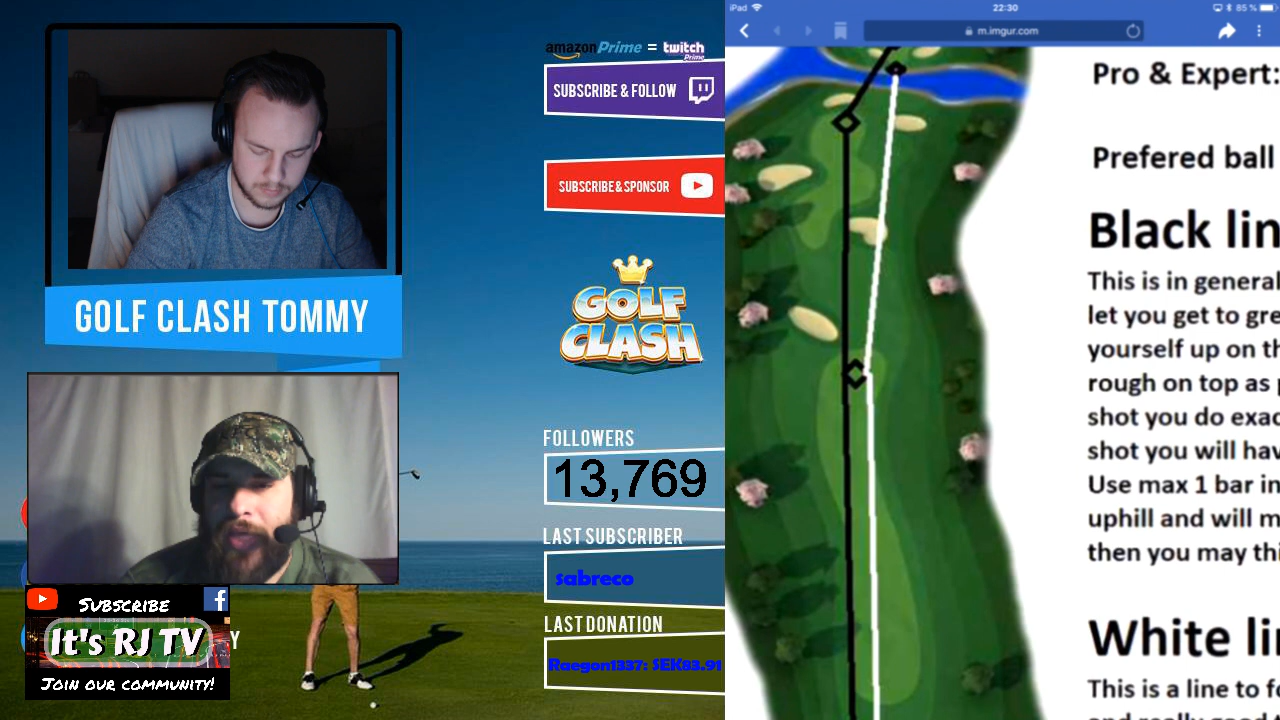 amazonPrime = twitch
Prime
SUBSCRIBE & FOLLOW
SUBSCRIBE & SPONSOR
GOLF CLASH TOMMY
GOLF
CLASH
FOLLOWERS
13,769
LAST SUBSCRIBER
sabreco
LAST DONATION
Raegon1337: SEK83.91
SUBSCRIBE
It's RJ TV
JOIN OUR COMMUNITY!
Y
iPad
22:30
85 %
m.imgur.com
Pro & Expert:
Prefered ball
Black lin
This is in general
let you get to gre
yourself up on th
rough on top as p
shot you do exac
shot you will hav
Use max 1 bar in
uphill and will m
then you may thi
White li
This is a line to fo